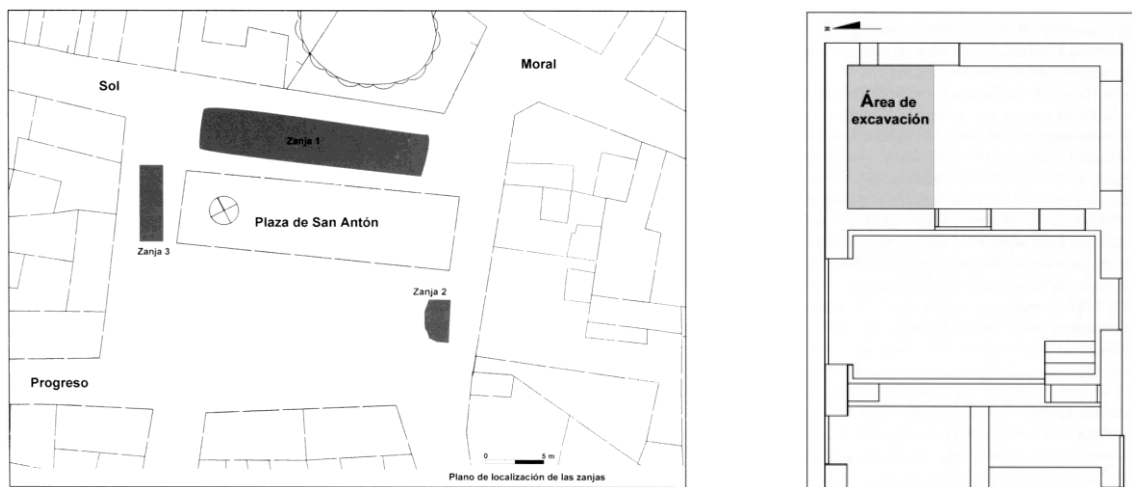 Sol
Moral
Zanja 1
Plaza de San Antón
Zanja 3
Zanja 2
Progreso
0 5 m
Plano de localización de las zanjas
Área de
excavación